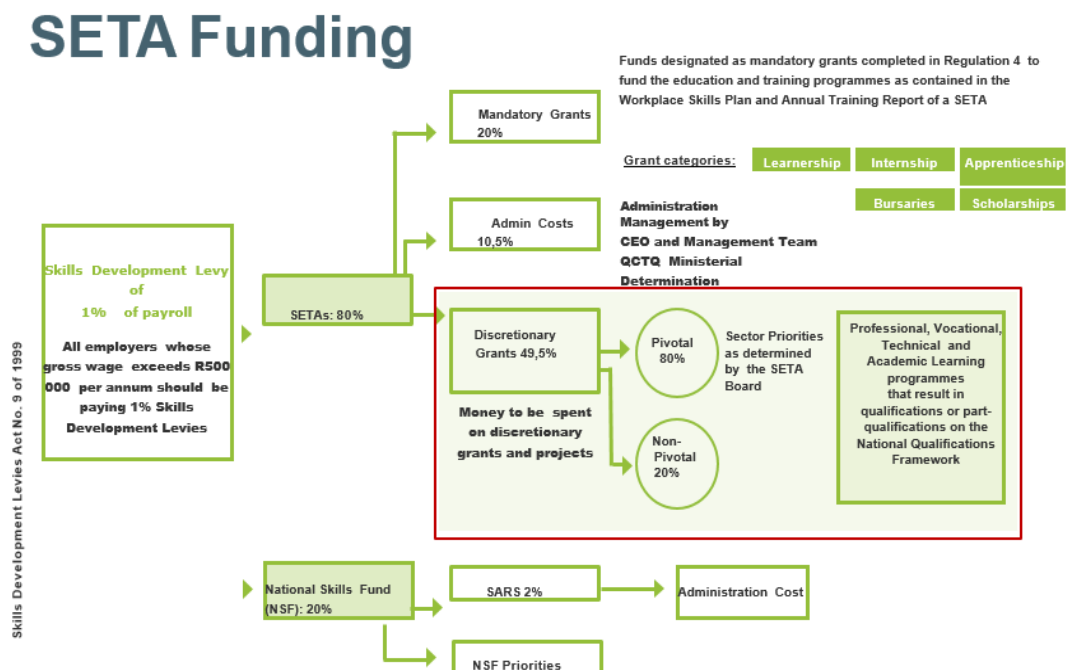 SETA Funding
Funds designated as mandatory grants completed in Regulation 4 to
fund the education and training programmes as contained in the
Workplace Skills Plan and Annual Training Report of a SETA
Mandatory Grants
20%
Grant categories:
Learnership
Internship
Apprenticeship
Bursaries
Scholarships
Admin Costs
10,5%
Administration
Management by
CEO and Management Team
QCTQ Ministerial
Determination
Skills Development Levy
of
1% of payroll
All employers whose
gross wage exceeds R500
000 per annum should be
paying 1% Skills
Development Levies
SETAs: 80%
Discretionary
Grants 49,5%
Money to be spent
on discretionary
grants and projects
Pivotal
80%
Non-
Pivotal
20%
Sector Priorities
as determined
by the SETA
Board
Professional, Vocational,
Technical and
Academic Learning
programmes
that result in
qualifications or part-
qualifications on the
National Qualifications
Framework
Skills Development Levies Act No. 9 of 1999
National Skills Fund
(NSF): 20%
SARS 2%
Administration Cost
NSF Priorities